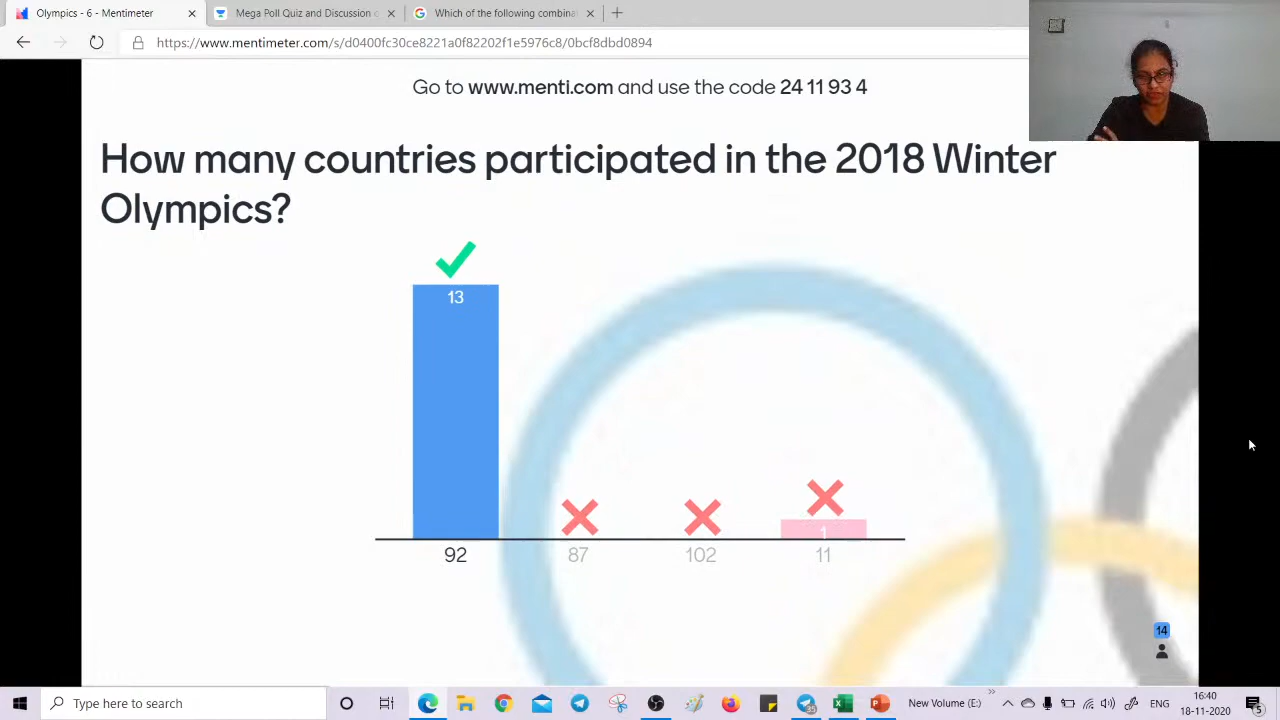 Olympics - 6 - Mentimeter
Mega Poll Quiz and Discussion c
Which of the following combina
https://www.mentimeter.com/s/d0400fc30ce8221a0f82202f1e5976c8/0bcf8dbd0894
Go to www.menti.com and use the code 24 11 93 4
How many countries participated in the 2018 Winter
Olympics?
13
1
92 87 102 11
14
Type here to search
New Volume (E:)
ENG
16:40
18-11-2020
5